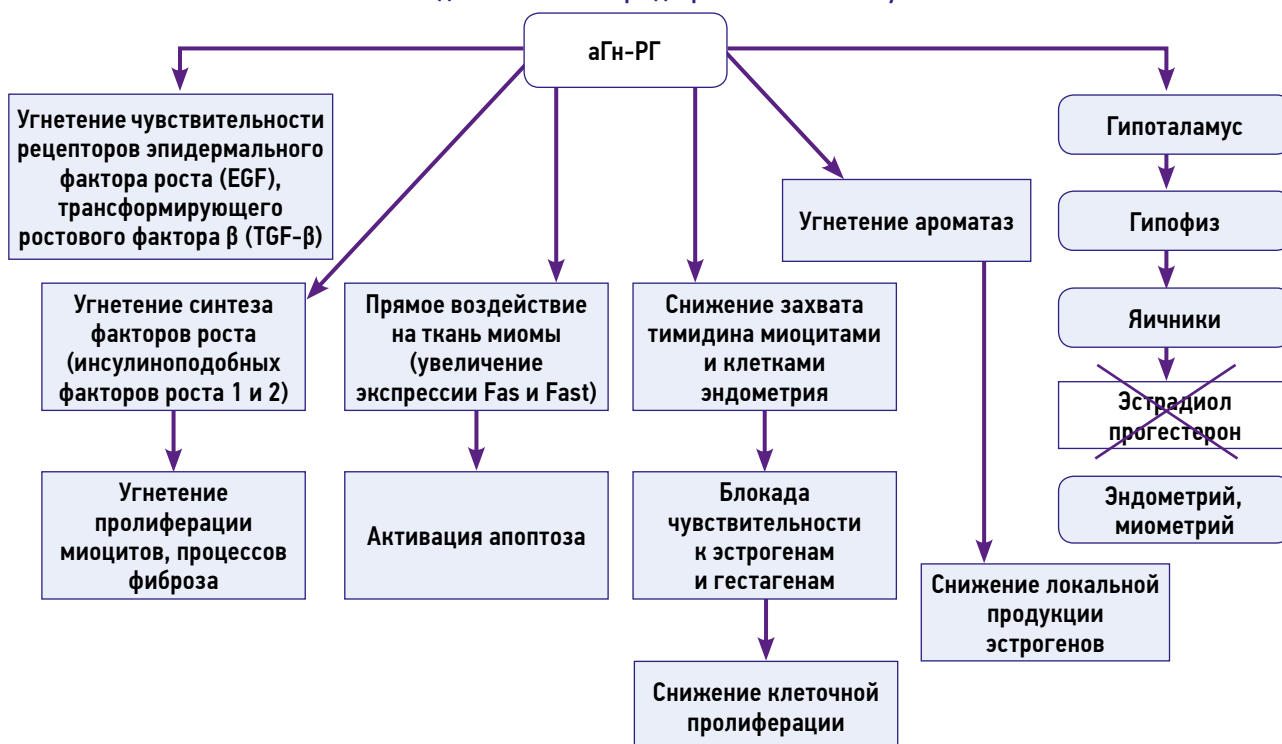 аГн-РГ
Угнетение чувствительности
рецепторов эпидермального
фактора роста (EGF),
трансформирующего
ростового фактора β (TGF-β)
Гипоталамус
Угнетение ароматаз
Гипофиз
Угнетение синтеза
факторов роста
(инсулиноподобных
факторов роста 1 и 2)
Прямое воздействие
на ткань миомы
(увеличение
экспрессии Fas и Fast)
Снижение захвата
тимидина миоцитами
и клетками
эндометрия
Яичники
Эстрадиол
прогестерон
Угнетение
пролиферации
миоцитов, процессов
фиброза
Активация апоптоза
Блокада
чувствительности
к эстрогенам
и гестагенам
Эндометрий,
миометрий
Снижение локальной
продукции
эстрогенов
Снижение клеточной
пролиферации